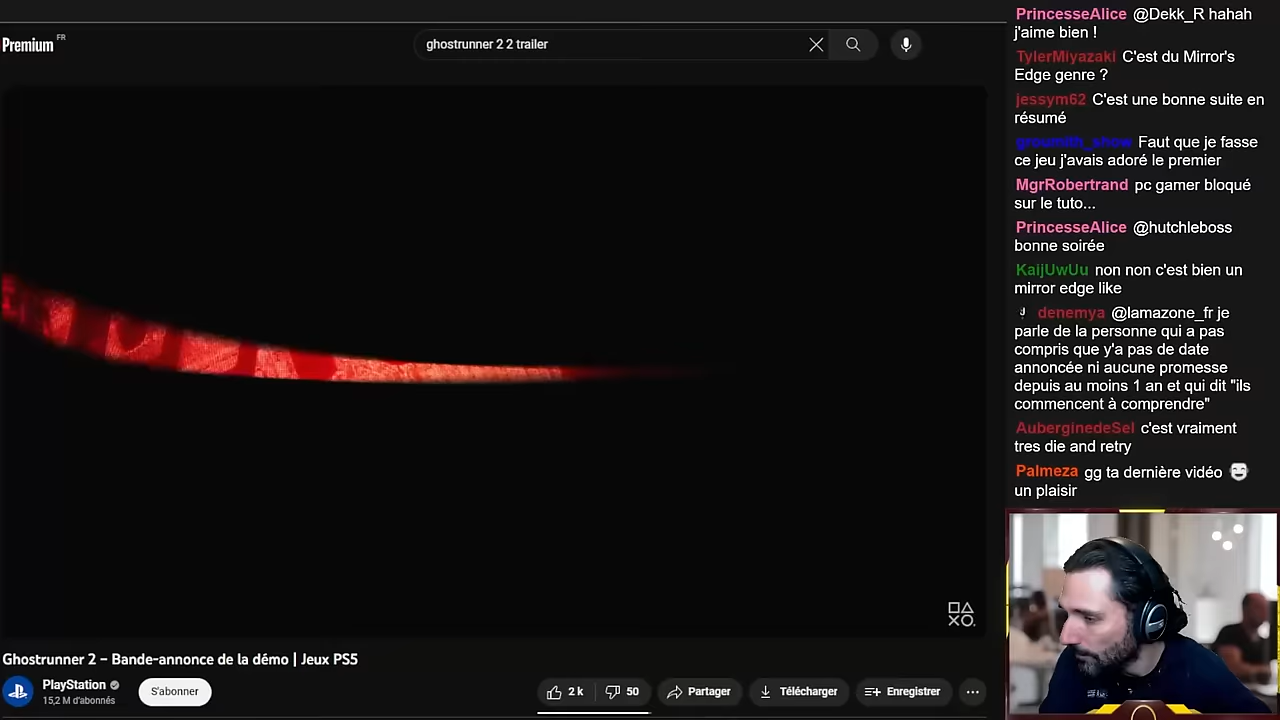 Premium FR
ghostrunner 2 2 trailer
Ghostrunner 2 – Bande-annonce de la démo | Jeux PS5
PlayStation
15,2 M d'abonnés
S'abonner
2 k
50
Partager
Télécharger
Enregistrer
PrincesseAlice @Dekk_R hahah
j'aime bien !
TylerMiyazaki C'est du Mirror's
Edge genre ?
jessym62 C'est une bonne suite en
résumé
groumith_show Faut que je fasse
ce jeu j'avais adoré le premier
MgrRobertrand pc gamer bloqué
sur le tuto...
PrincesseAlice @hutchleboss
bonne soirée
KaijUwUu non non c'est bien un
mirror edge like
denemya @lamazone_fr je
parle de la personne qui a pas
compris que y'a pas de date
annoncée ni aucune promesse
depuis au moins 1 an et qui dit "ils
commencent à comprendre"
AuberginedeSel c'est vraiment
tres die and retry
Palmeza gg ta dernière vidéo
un plaisir